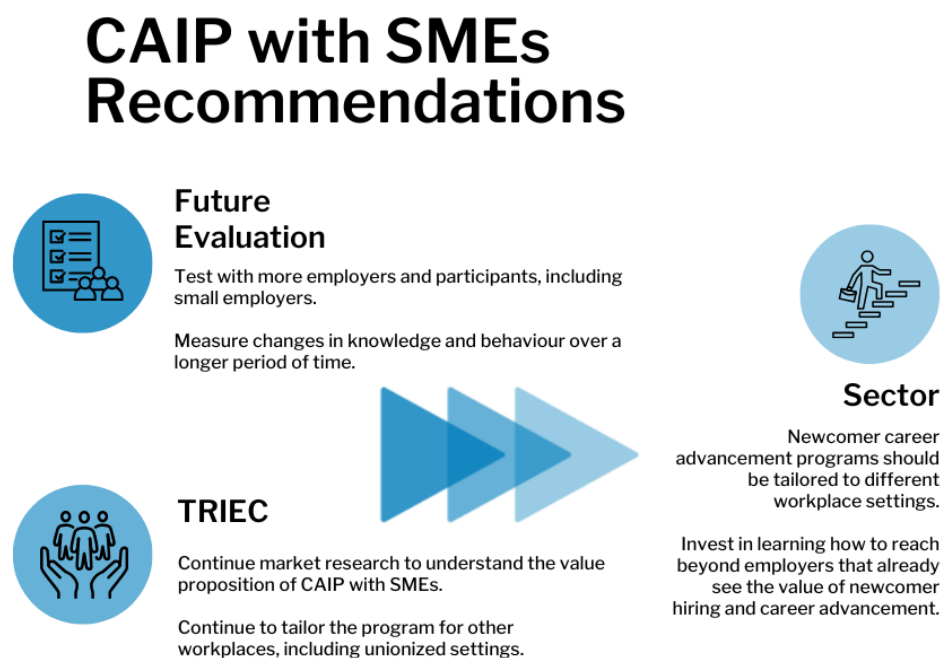 CAIP with SMEs
Recommendations
Future
Evaluation
Test with more employers and participants, including
small employers.
Measure changes in knowledge and behaviour over a
longer period of time.
TRIEC
Continue market research to understand the value
proposition of CAIP with SMEs.
Continue to tailor the program for other
workplaces, including unionized settings.
Sector
Newcomer career
advancement programs should
be tailored to different
workplace settings.
Invest in learning how to reach
beyond employers that already
see the value of newcomer
hiring and career advancement.